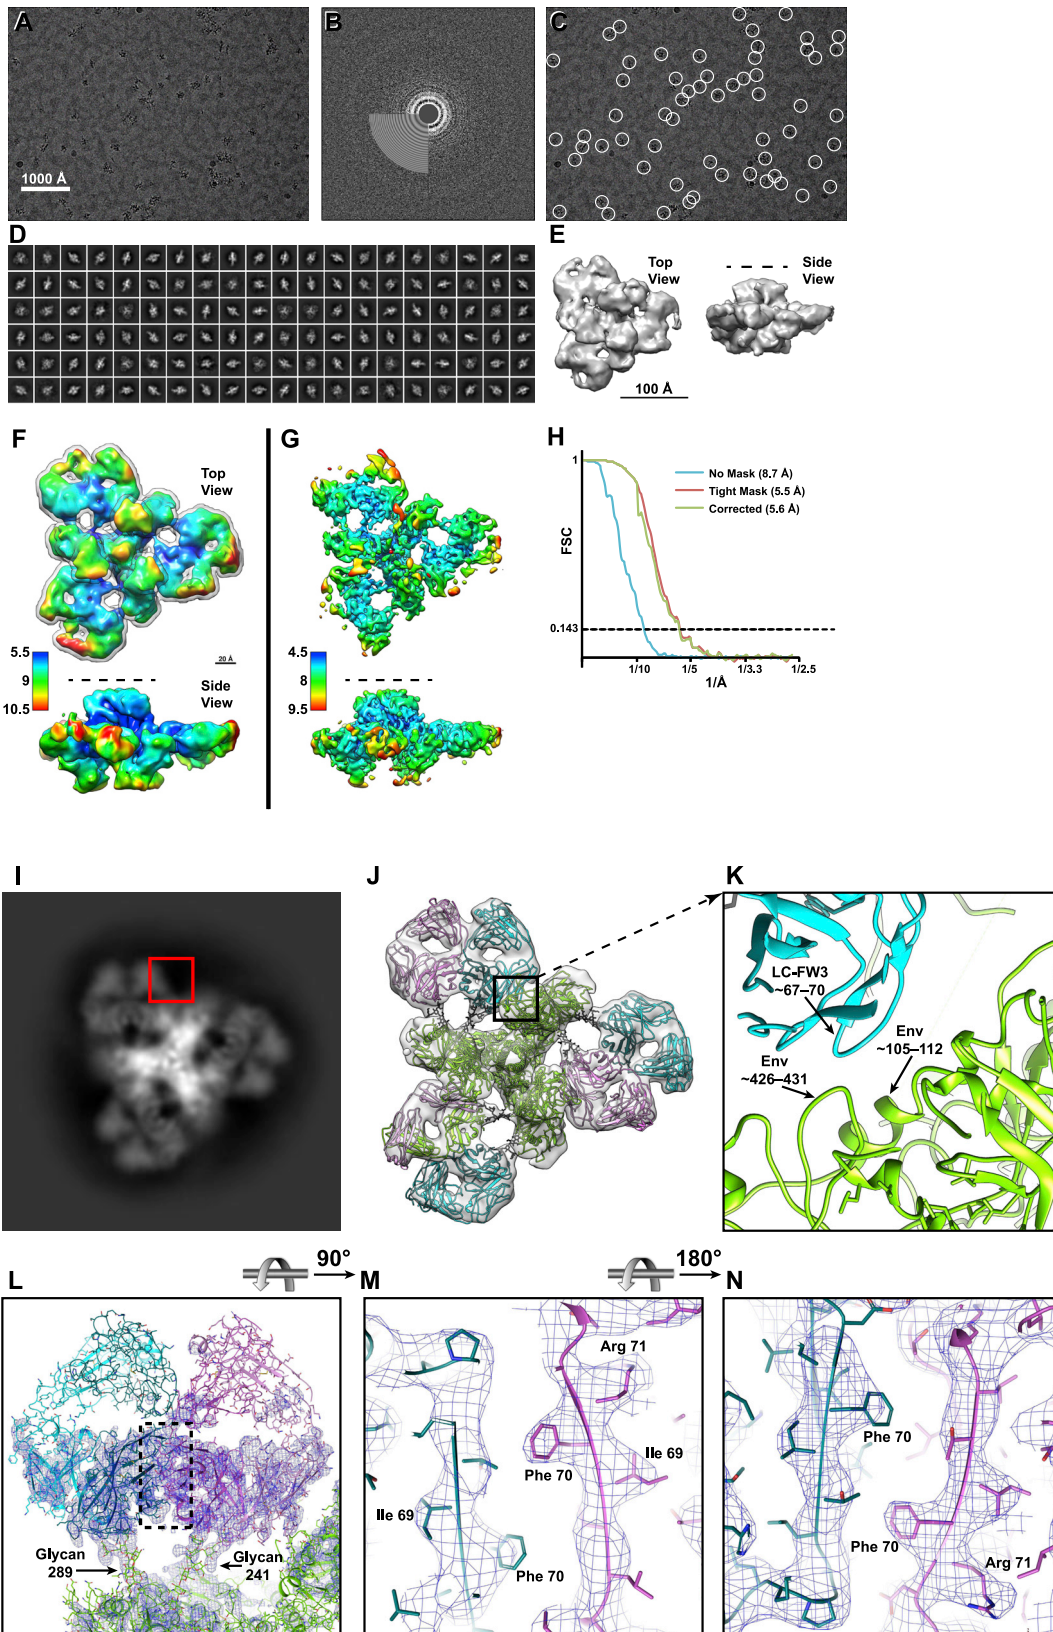 A
B
C
1000 Å
D
E
Top
View
Side
View
100 Å
F
G
H
Top
View
1
No Mask (8.7 Å)
Tight Mask (5.5 Å)
Corrected (5.6 Å)
FSC
0.143
1/10
1/5
1/3.3
1/2.5
1/Å
20 Å
5.5
9
10.5
Side
View
4.5
8
9.5
I
J
K
LC-FW3
~67–70
Env
~105–112
Env
~426–431
90°
180°
L
M
N
Glycan
289
Glycan
241
Arg 71
Phe 70
Ile 69
Ile 69
Phe 70
Phe 70
Phe 70
Arg 71